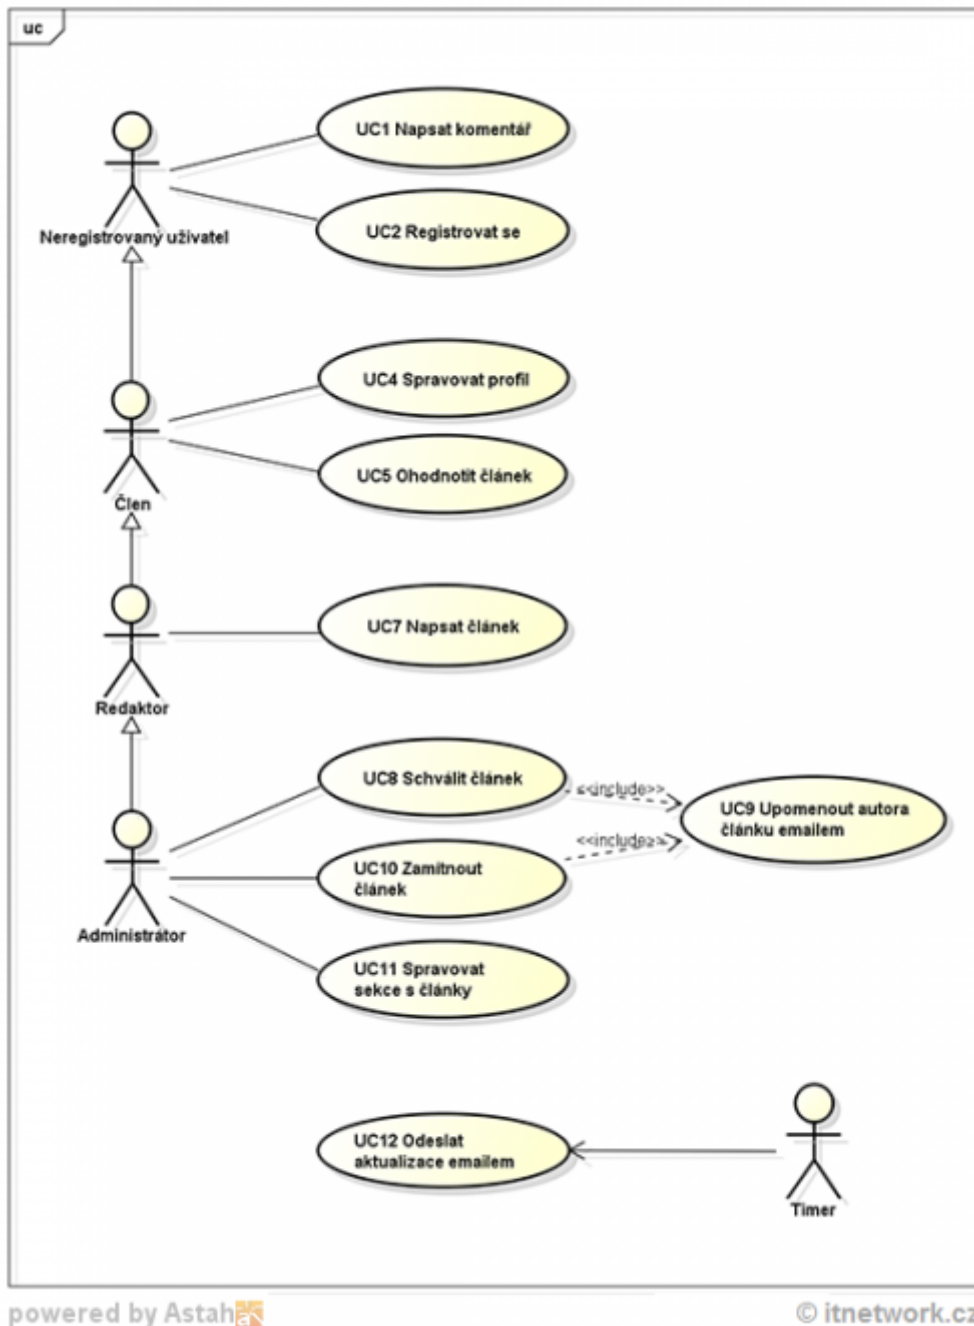 uc
UC1 Napsat komentář
UC2 Registrovat se
Neregistrovaný uživatel
UC4 Spravovat profil
UC5 Ohodnotit článek
Člen
UC7 Napsat článek
Redaktor
UC8 Schválit článek
<<include>>
UC9 Upomenout autora
článku emailem
<<include>>
UC10 Zamítnout
článek
Administrátor
UC11 Spravovat
sekce s články
UC12 Odeslat
aktualizace emailem
Timer
powered by Astah
© itnetwork.cz